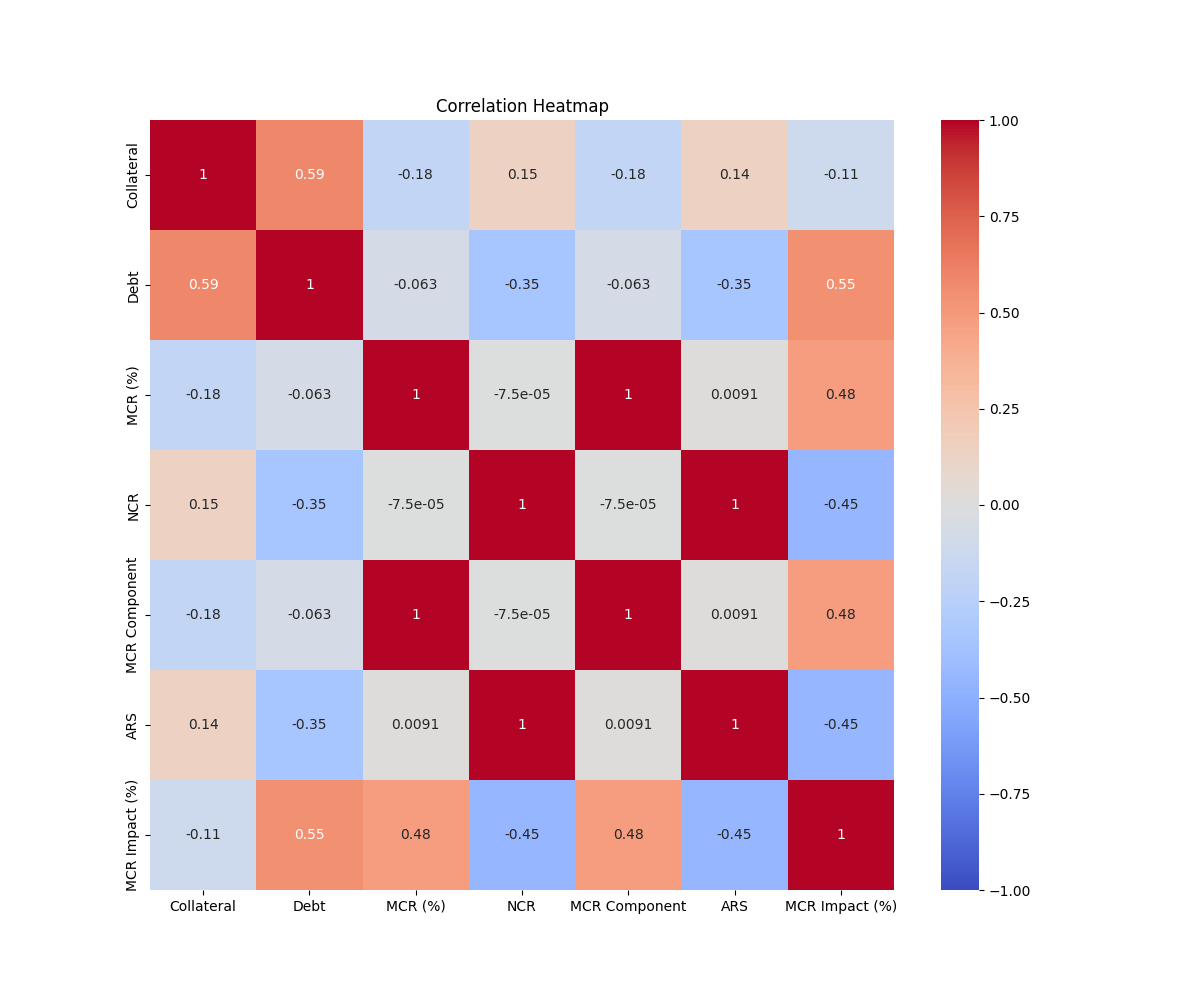 Correlation Heatmap
Collateral 1 0.59 -0.18 0.15 -0.18 0.14 -0.11
Debt 0.59 1 -0.063 -0.35 -0.063 -0.35 0.55
MCR (%) -0.18 -0.063 1 -7.5e-05 1 0.0091 0.48
NCR 0.15 -0.35 -7.5e-05 1 -7.5e-05 1 -0.45
MCR Component -0.18 -0.063 1 -7.5e-05 1 0.0091 0.48
ARS 0.14 -0.35 0.0091 1 0.0091 1 -0.45
MCR Impact (%) -0.11 0.55 0.48 -0.45 0.48 -0.45 1
Collateral Debt MCR (%) NCR MCR Component ARS MCR Impact (%)
1.00
0.75
0.50
0.25
0.00
−0.25
−0.50
−0.75
−1.00